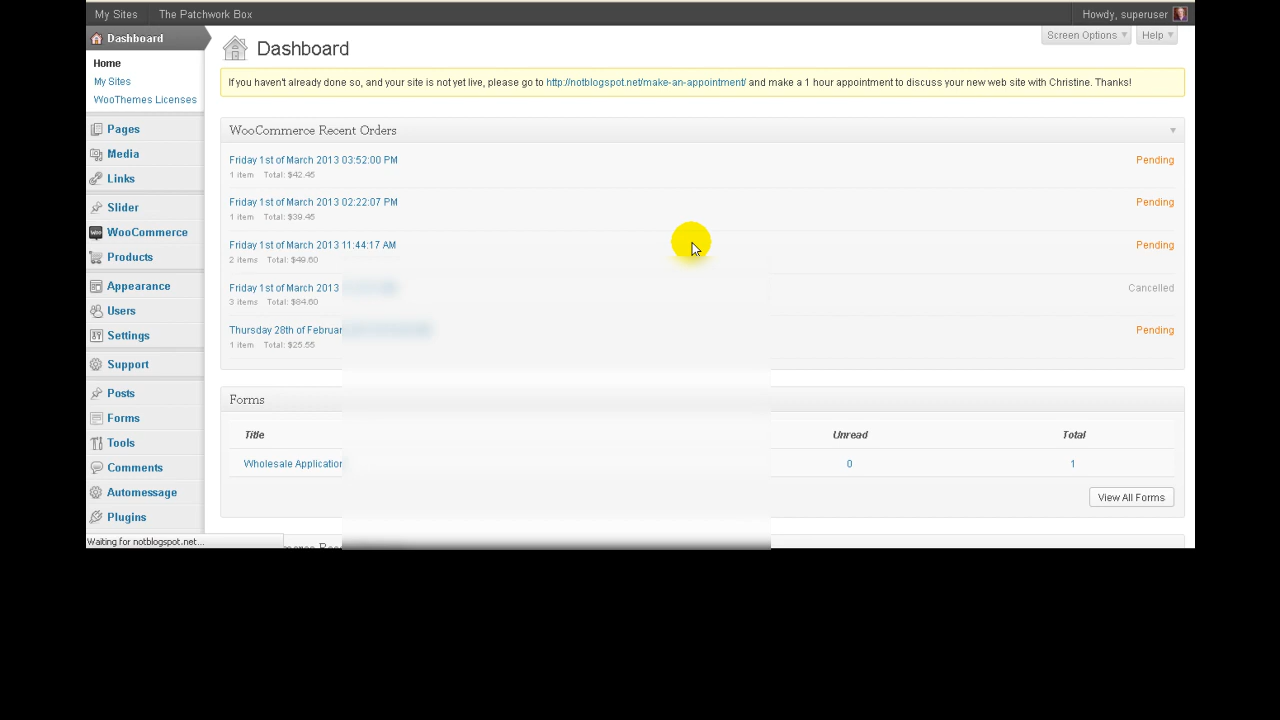 My Sites The Patchwork Box Howdy, superuser
Dashboard
Home
My Sites
WooThemes Licenses
Pages
Media
Links
Slider
WooCommerce
Products
Appearance
Users
Settings
Support
Posts
Forms
Tools
Comments
Automessage
Plugins
Waiting for notblogspot.net...
Screen Options Help
Dashboard
If you haven't already done so, and your site is not yet live, please go to http://notblogspot.net/make-an-appointment/ and make a 1 hour appointment to discuss your new web site with Christine. Thanks!
WooCommerce Recent Orders
Friday 1st of March 2013 03:52:00 PM Pending
1 item Total: $42.45
Friday 1st of March 2013 02:22:07 PM Pending
1 item Total: $39.45
Friday 1st of March 2013 11:44:17 AM Pending
2 items Total: $49.60
Friday 1st of March 2013 Cancelled
3 items Total: $84.60
Thursday 28th of Februar Pending
1 item Total: $25.55
Forms
Title Unread Total
Wholesale Application 0 1
View All Forms